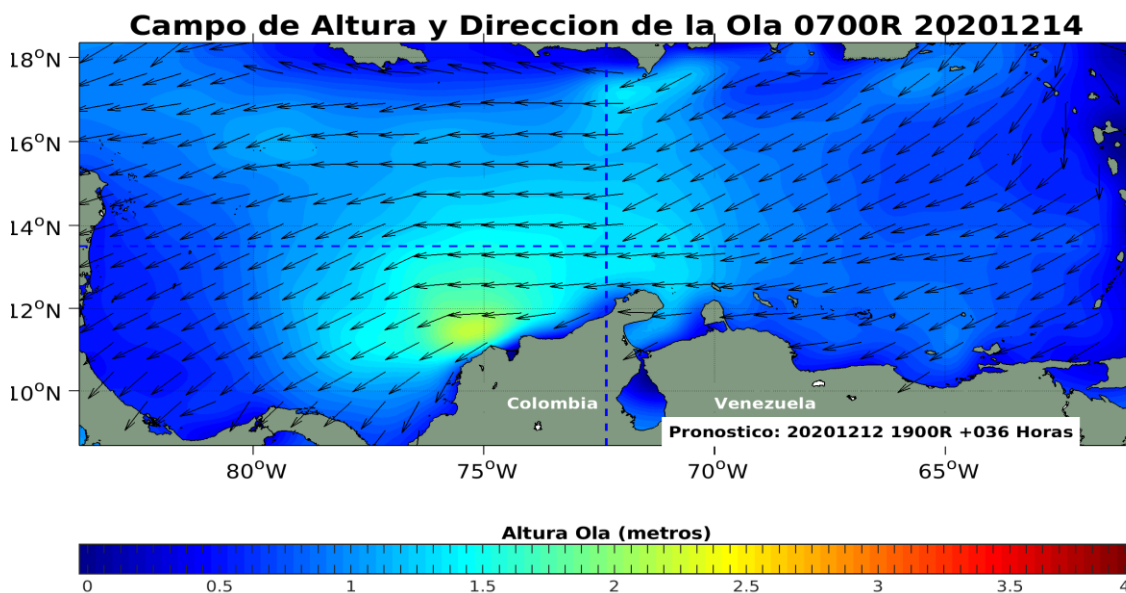 Campo de Altura y Direccion de la Ola 0700R 20201214
18°N
16°N
14°N
12°N
10°N
Colombia
Venezuela
Pronostico: 20201212 1900R +036 Horas
80°W
75°W
70°W
65°W
Altura Ola (metros)
0 0.5 1 1.5 2 2.5 3 3.5 4